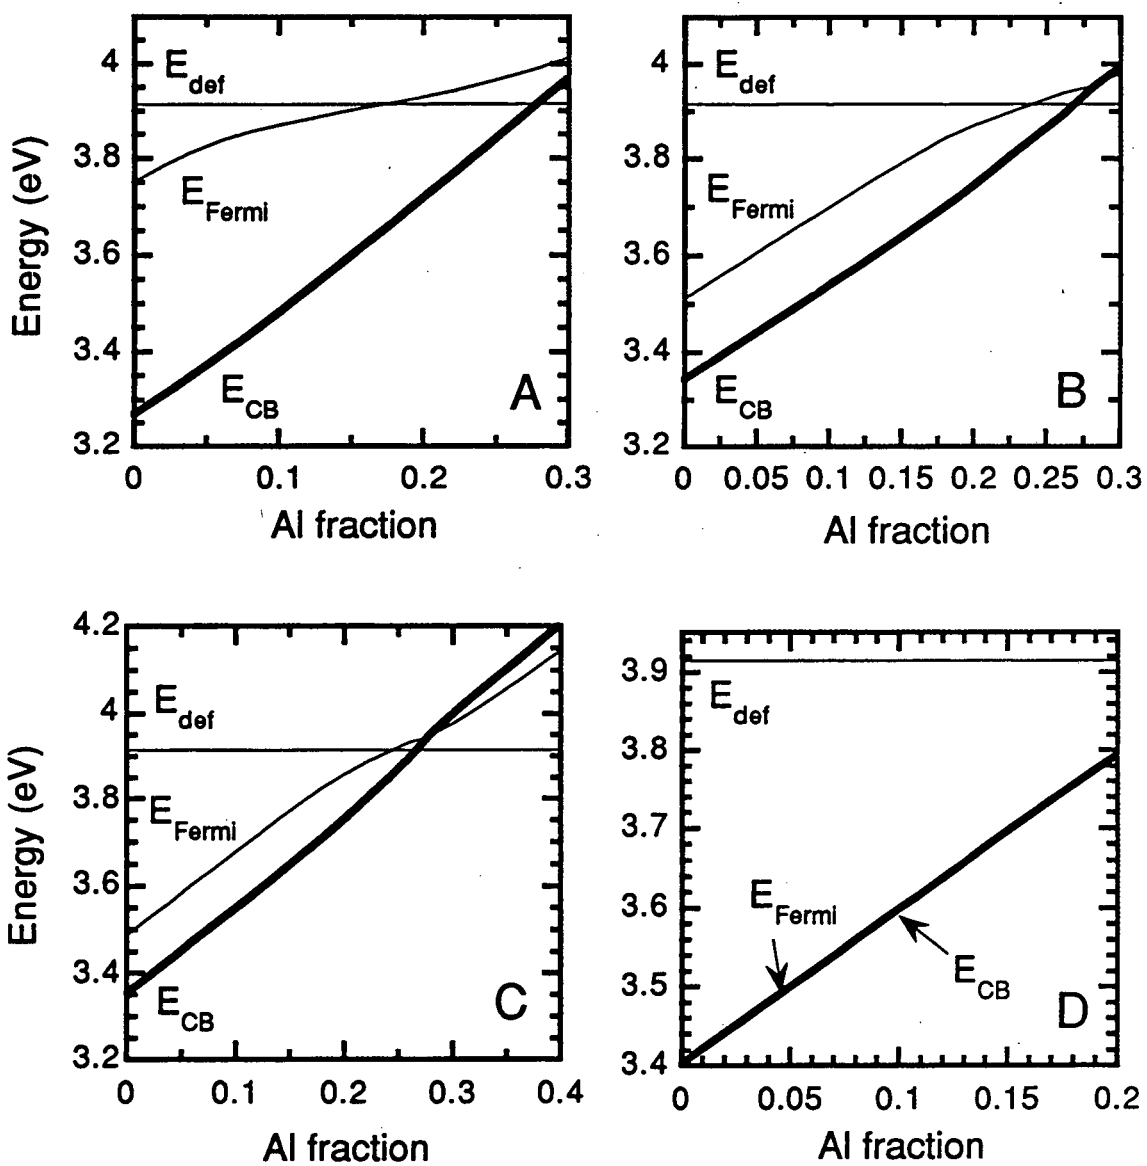 4
3.8
3.6
3.4
3.2
Energy (eV)
E_def
E_Fermi
E_CB
A
0 0.1 0.2 0.3
Al fraction
4
3.8
3.6
3.4
3.2
E_def
E_Fermi
E_CB
B
0 0.05 0.1 0.15 0.2 0.25 0.3
Al fraction
4.2
4
3.8
3.6
3.4
3.2
Energy (eV)
E_def
E_Fermi
E_CB
C
0 0.1 0.2 0.3 0.4
Al fraction
3.9
3.8
3.7
3.6
3.5
3.4
E_def
E_Fermi
E_CB
D
0 0.05 0.1 0.15 0.2
Al fraction